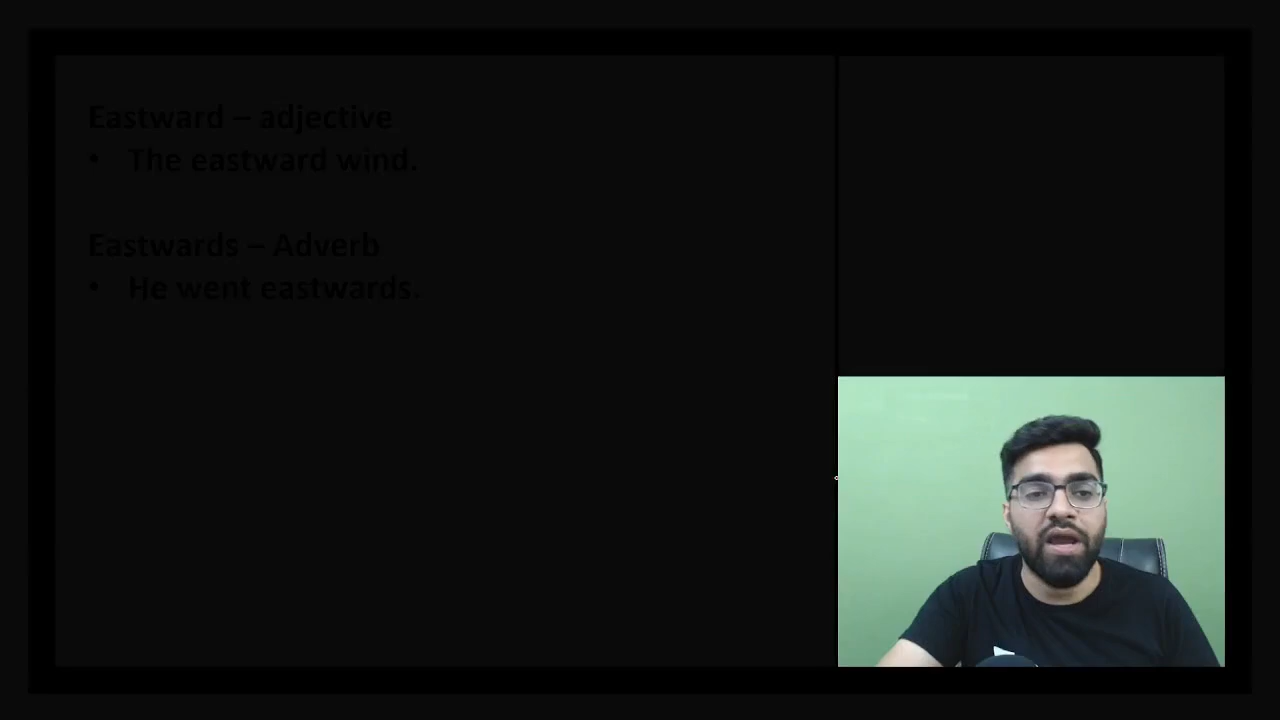 Eastward – adjective
• The eastward wind.
Eastwards – Adverb
• He went eastwards.